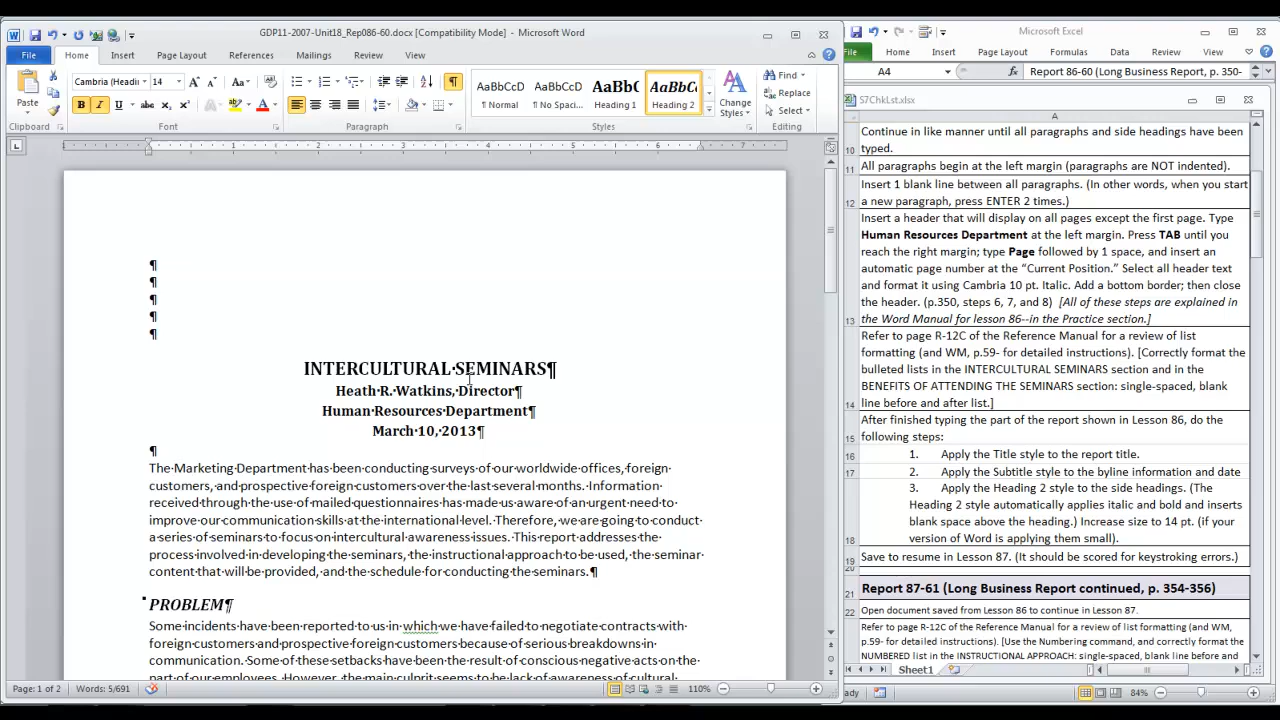 GDP11-2007-Unit18_Rep086-60.docx [Compatibility Mode] - Microsoft Word
File Home Insert Page Layout References Mailings Review View
Cambria (Headi 14
Paste
Clipboard Font Paragraph Styles Editing
AaBbCcD AaBbCcD AaBbC AaBbC
¶ Normal ¶ No Spac... Heading 1 Heading 2
Change Styles
Find
Replace
Select
¶
¶
¶
¶
¶
INTERCULTURAL·SEMINARS¶
Heath·R.·Watkins,·Director¶
Human·Resources·Department¶
March·10,·2013¶
¶
The·Marketing·Department·has·been·conducting·surveys·of·our·worldwide·offices,·foreign·
customers,·and·prospective·foreign·customers·over·the·last·several·months.·Information·
received·through·the·use·of·mailed·questionnaires·has·made·us·aware·of·an·urgent·need·to·
improve·our·communication·skills·at·the·international·level.·Therefore,·we·are·going·to·conduct·
a·series·of·seminars·to·focus·on·intercultural·awareness·issues.·This·report·addresses·the·
process·involved·in·developing·the·seminars,·the·instructional·approach·to·be·used,·the·seminar·
content·that·will·be·provided,·and·the·schedule·for·conducting·the·seminars.¶
PROBLEM¶
Some·incidents·have·been·reported·to·us·in·which·we·have·failed·to·negotiate·contracts·with·
foreign·customers·and·prospective·foreign·customers·because·of·serious·breakdowns·in·
communication.·Some·of·these·setbacks·have·been·the·result·of·conscious·negative·acts·on·the·
Page: 1 of 2 Words: 5/691 110%
Microsoft Excel
File Home Insert Page Layout Formulas Data Review View
A4 fx Report 86-60 (Long Business Report, p. 350-
S7ChkLst.xlsx
A
Continue in like manner until all paragraphs and side headings have been
10 typed.
11 All paragraphs begin at the left margin (paragraphs are NOT indented).
Insert 1 blank line between all paragraphs. (In other words, when you start
12 a new paragraph, press ENTER 2 times.)
Insert a header that will display on all pages except the first page. Type
Human Resources Department at the left margin. Press TAB until you
reach the right margin; type Page followed by 1 space, and insert an
automatic page number at the “Current Position.” Select all header text
and format it using Cambria 10 pt. Italic. Add a bottom border; then close
the header. (p.350, steps 6, 7, and 8) [All of these steps are explained in
13 the Word Manual for lesson 86--in the Practice section.]
Refer to page R-12C of the Reference Manual for a review of list
formatting (and WM, p.59- for detailed instructions). [Correctly format the
bulleted lists in the INTERCULTURAL SEMINARS section and in the
BENEFITS OF ATTENDING THE SEMINARS section: single-spaced, blank
14 line before and after list.]
After finished typing the part of the report shown in Lesson 86, do the
15 following steps:
16 1. Apply the Title style to the report title.
17 2. Apply the Subtitle style to the byline information and date
3. Apply the Heading 2 style to the side headings. (The
Heading 2 style automatically applies italic and bold and inserts
blank space above the heading.) Increase size to 14 pt. (if your
18 version of Word is applying them small).
19 Save to resume in Lesson 87. (It should be scored for keystroking errors.)
20
21 Report 87-61 (Long Business Report continued, p. 354-356)
22 Open document saved from Lesson 86 to continue in Lesson 87.
Refer to page R-12C of the Reference Manual for a review of list formatting (and WM,
p.59- for detailed instructions). [Use the Numbering command, and correctly format the
NUMBERED list in the INSTRUCTIONAL APPROACH: single-spaced, blank line before and
Sheet1
eady 84%